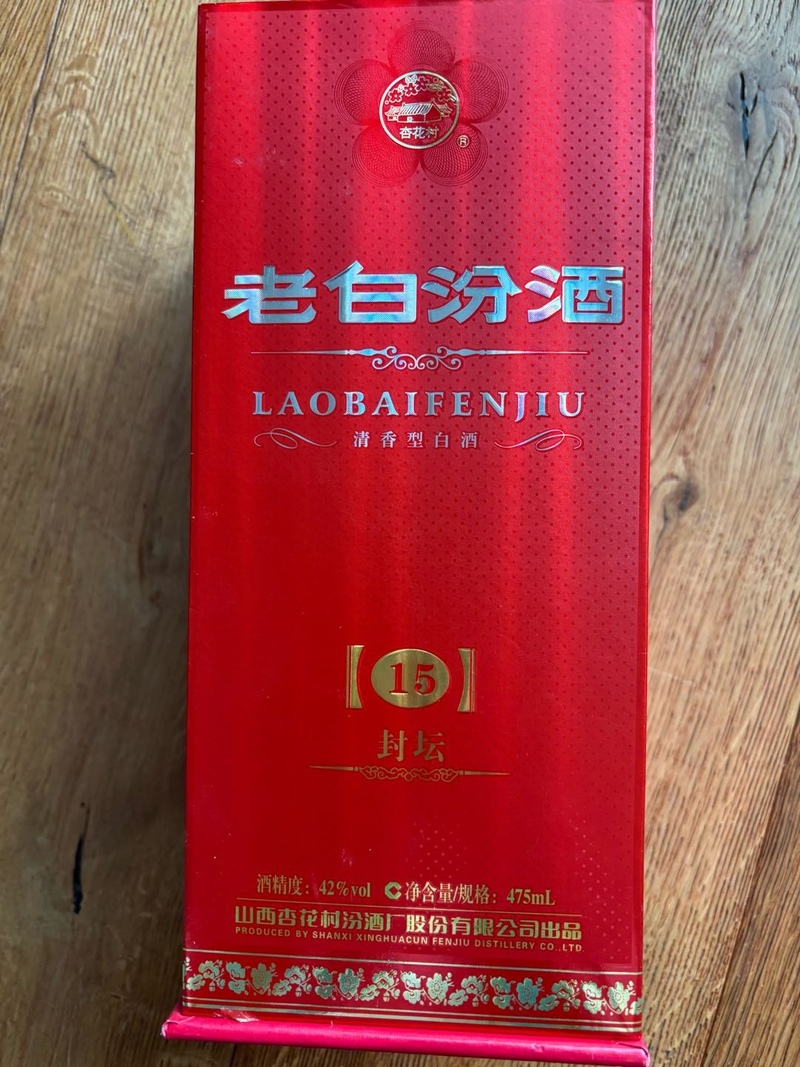 杏花村
®
老白汾酒
LAOBAIFENJIU
清香型白酒
【15】
封坛
酒精度：42%vol C净含量/规格：475mL
山西杏花村汾酒厂股份有限公司出品
PRODUCED BY SHANXI XINGHUACUN FENJIU DISTILLERY CO.,LTD.